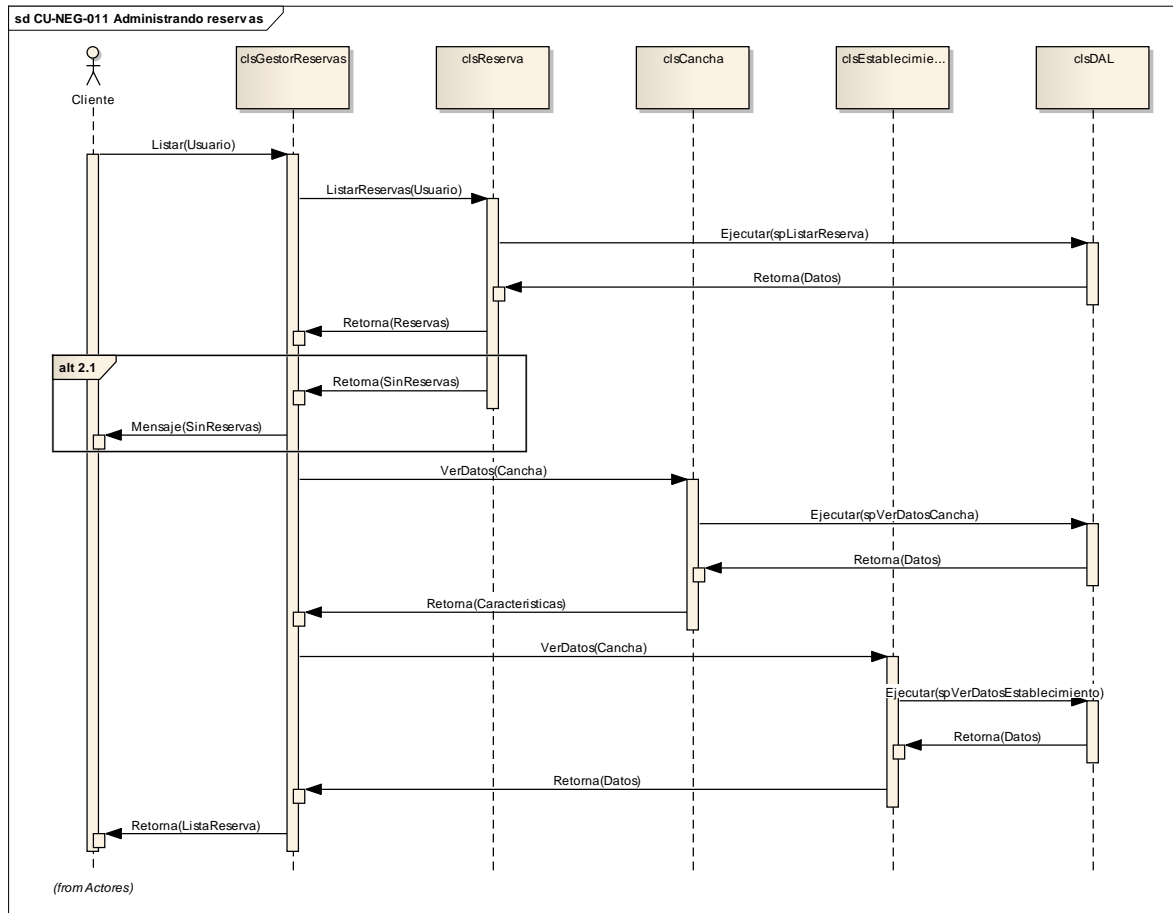 sd CU-NEG-011 Administrando reservas
Cliente
clsGestorReservas
clsReserva
clsCancha
clsEstablecimie...
clsDAL
Listar(Usuario)
ListarReservas(Usuario)
Ejecutar(spListarReserva)
Retorna(Datos)
Retorna(Reservas)
alt 2.1
Retorna(SinReservas)
Mensaje(SinReservas)
VerDatos(Cancha)
Ejecutar(spVerDatosCancha)
Retorna(Datos)
Retorna(Caracteristicas)
VerDatos(Cancha)
Ejecutar(spVerDatosEstablecimiento)
Retorna(Datos)
Retorna(Datos)
Retorna(ListaReserva)
(from Actores)